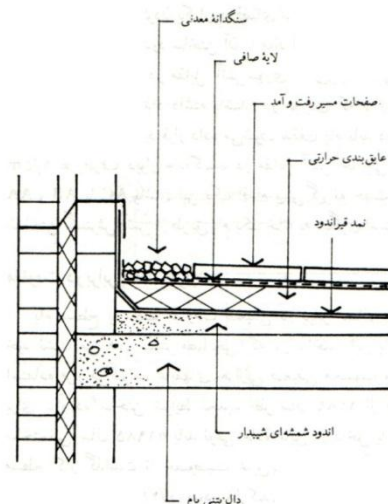 سنگدانهٔ معدنی
لایهٔ صافی
صفحات مسیر رفت و آمد
عایق‌بندی حرارتی
نمد قیراندود
اندود شمشه‌ای شیبدار
دال بتنی بام